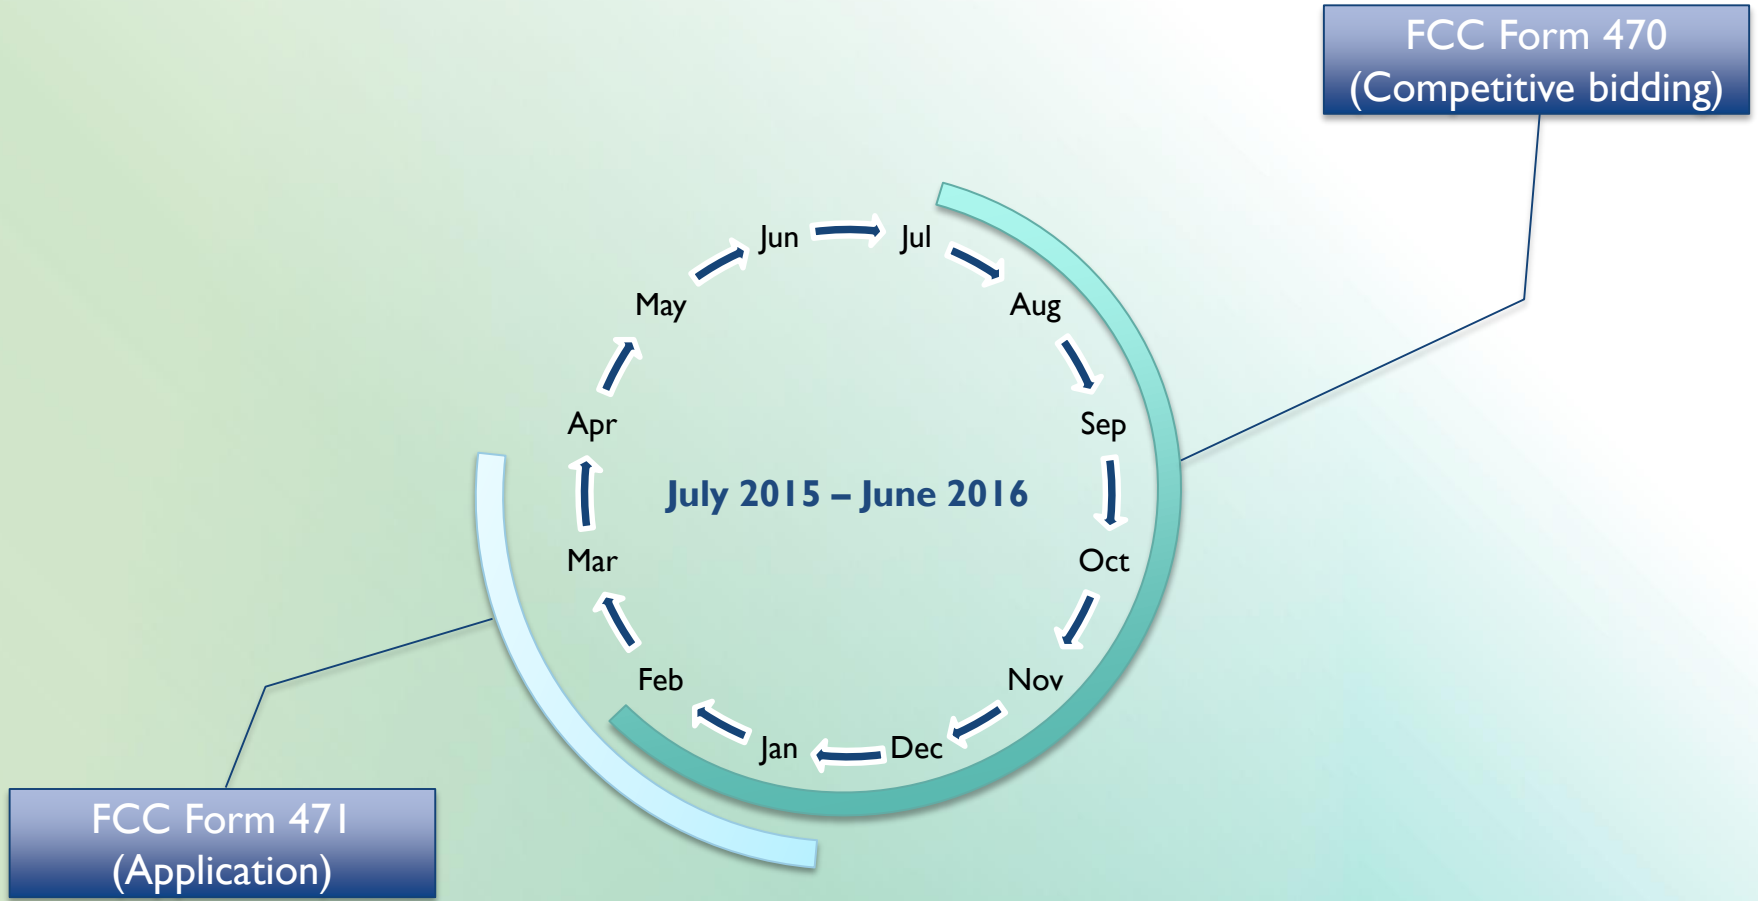 FCC Form 470
(Competitive bidding)
Jun
Jul
May
Aug
Apr
Sep
July 2015 – June 2016
Mar
Oct
Feb
Nov
Jan
Dec
FCC Form 471
(Application)